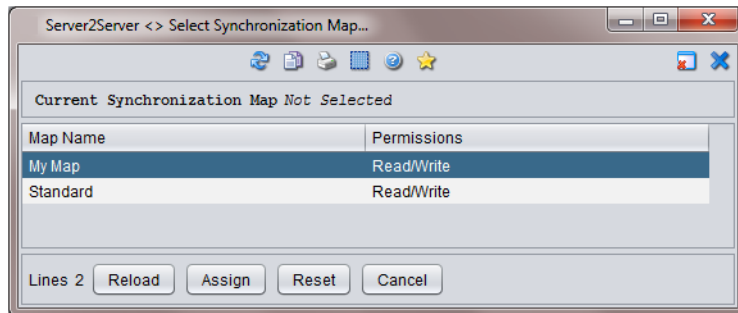 Server2Server <> Select Synchronization Map...
Current Synchronization Map Not Selected
Map Name Permissions
My Map Read/Write
Standard Read/Write
Lines 2 Reload Assign Reset Cancel